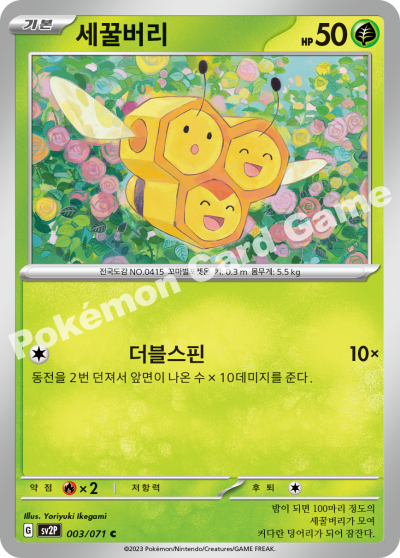 기본 세꿀버리 HP 50
전국도감 NO.0415 꼬마벌포켓몬 키: 0.3 m 몸무게: 5.5 kg
Pokémon Card Game
더블스핀 10×
동전을 2번 던져서 앞면이 나온 수 × 10데미지를 준다.
약점 ×2 저항력 후퇴
Illus. Yoriyuki Ikegami
G SV2P 003/071 C
밤이 되면 100마리 정도의
세꿀버리가 모여
커다란 덩어리가 되어 잠잔다.
©2023 Pokémon/Nintendo/Creatures/GAME FREAK.